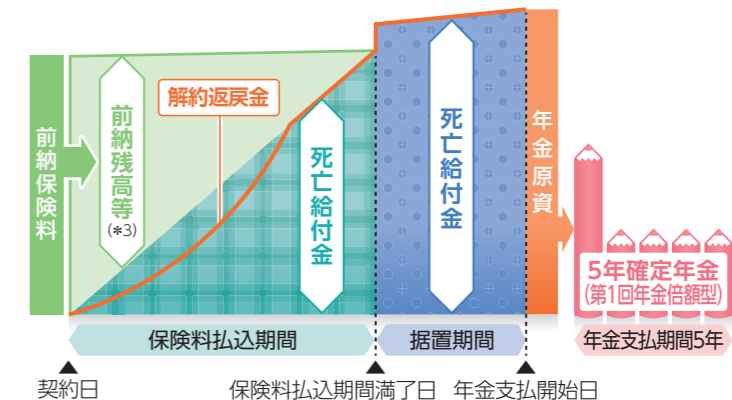 前納保険料
前納残高等
(*3)
解約返戻金
死亡給付金
死亡給付金
年金原資
5年確定年金
(第1回年金倍額型)
保険料払込期間
据置期間
年金支払期間5年
契約日
保険料払込期間満了日
年金支払開始日